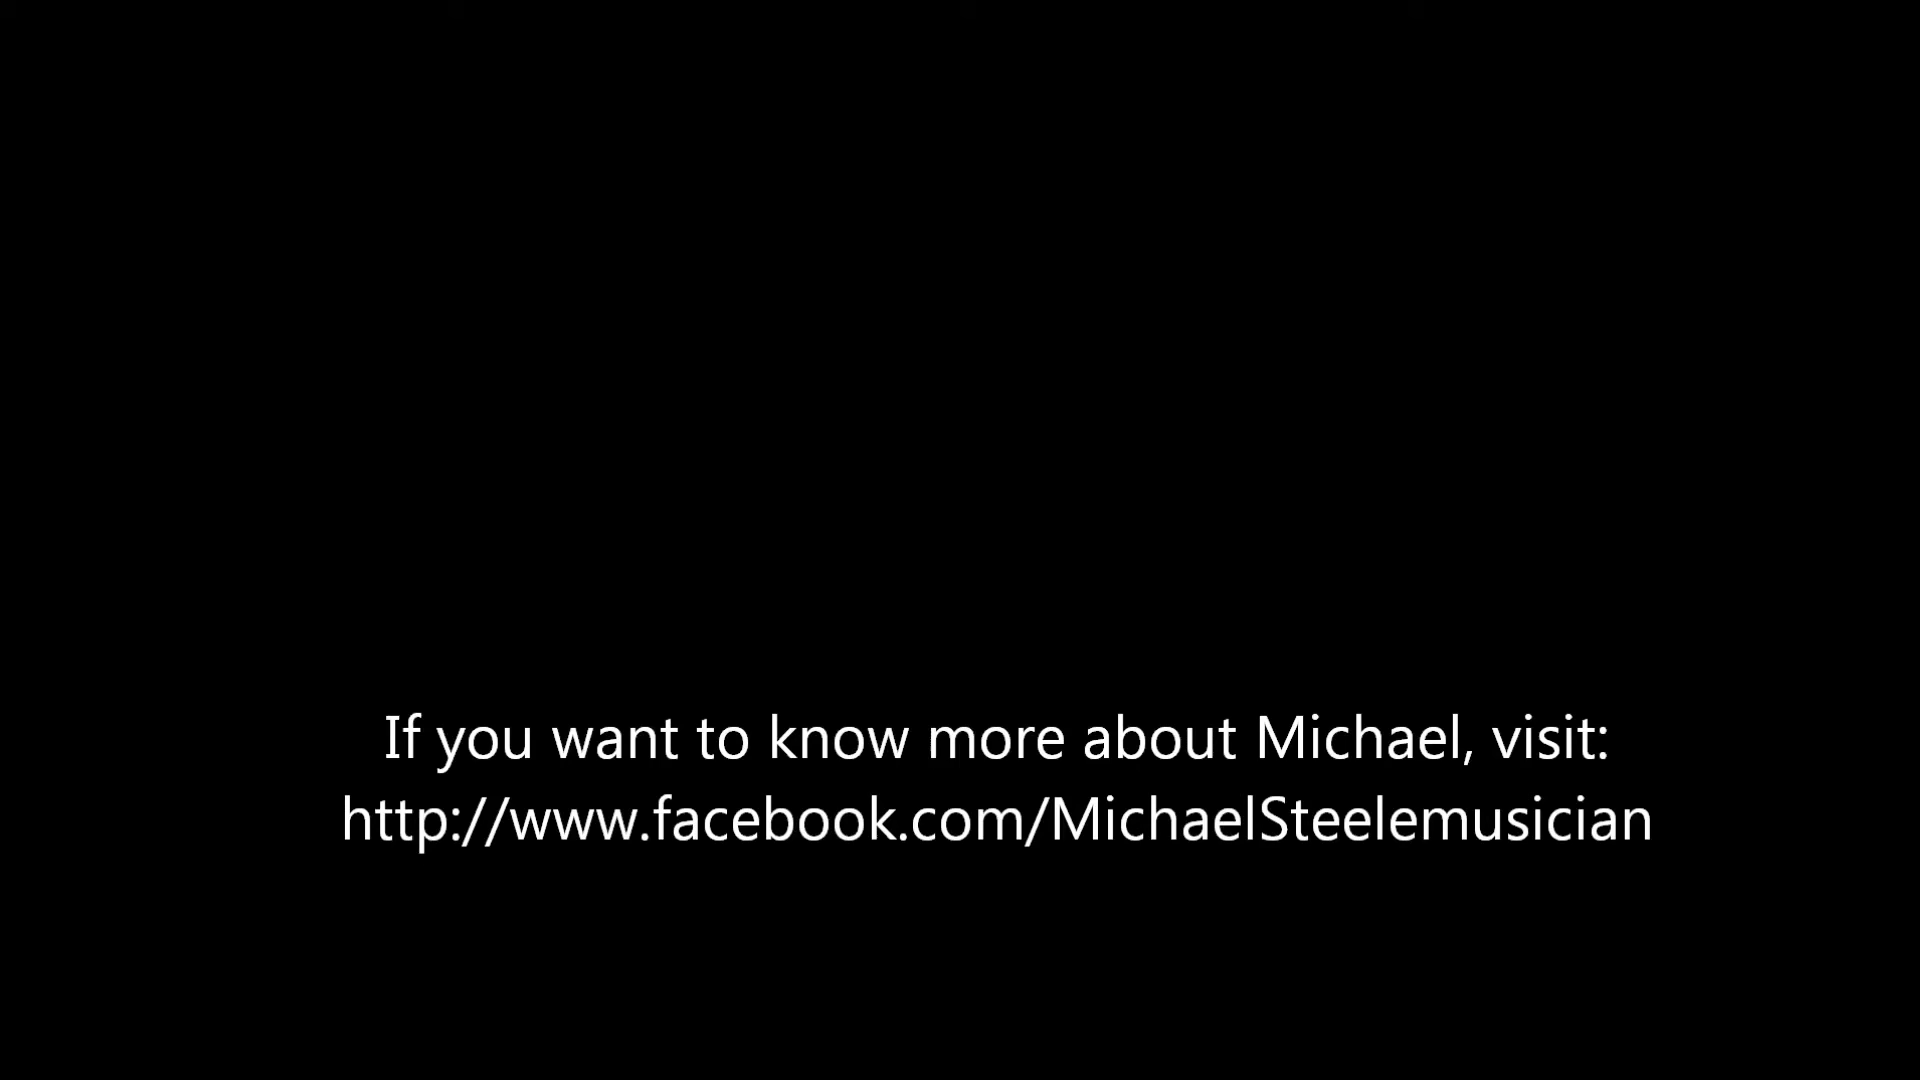 If you want to know more about Michael, visit:
http://www.facebook.com/MichaelSteelemusician